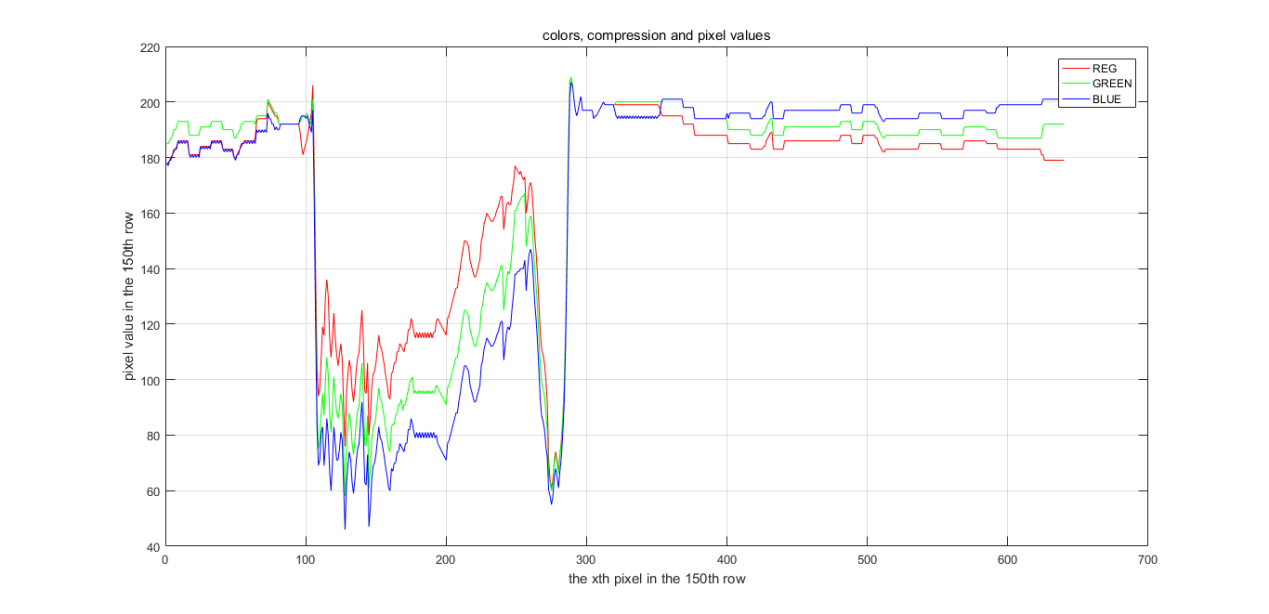 colors, compression and pixel values
220
200
180
160
140
120
100
80
60
40
pixel value in the 150th row
REG
GREEN
BLUE
0 100 200 300 400 500 600 700
the xth pixel in the 150th row